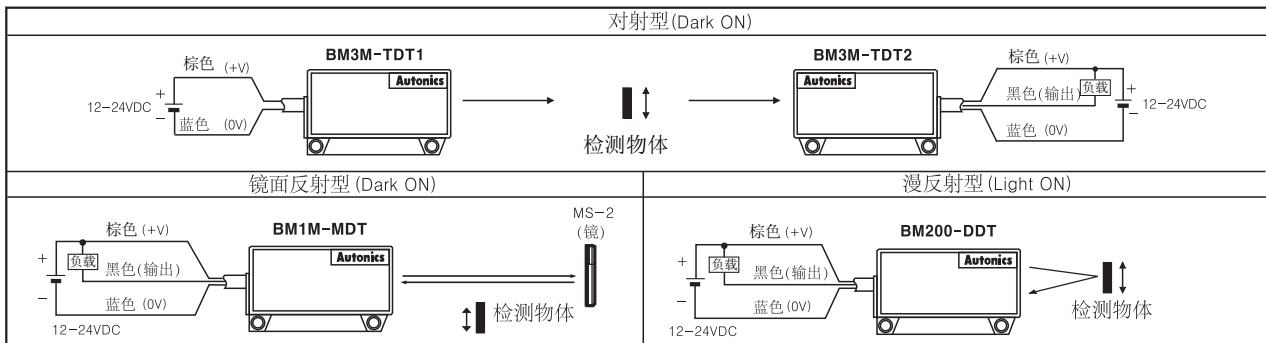 对射型(Dark ON)
BM3M-TDT1
BM3M-TDT2
棕色 (+V)
Autonics
Autonics
棕色 (+V)
+
负载
+
12-24VDC
黑色(输出)
12-24VDC
−
−
蓝色 (0V)
检测物体
蓝色 (0V)
镜面反射型(Dark ON)
漫反射型(Light ON)
MS-2
(镜)
棕色 (+V)
BM1M-MDT
+
负载
Autonics
黑色(输出)
−
蓝色 (0V)
检测物体
12-24VDC
棕色 (+V)
BM200-DDT
+
负载
Autonics
黑色(输出)
−
蓝色 (0V)
检测物体
12-24VDC